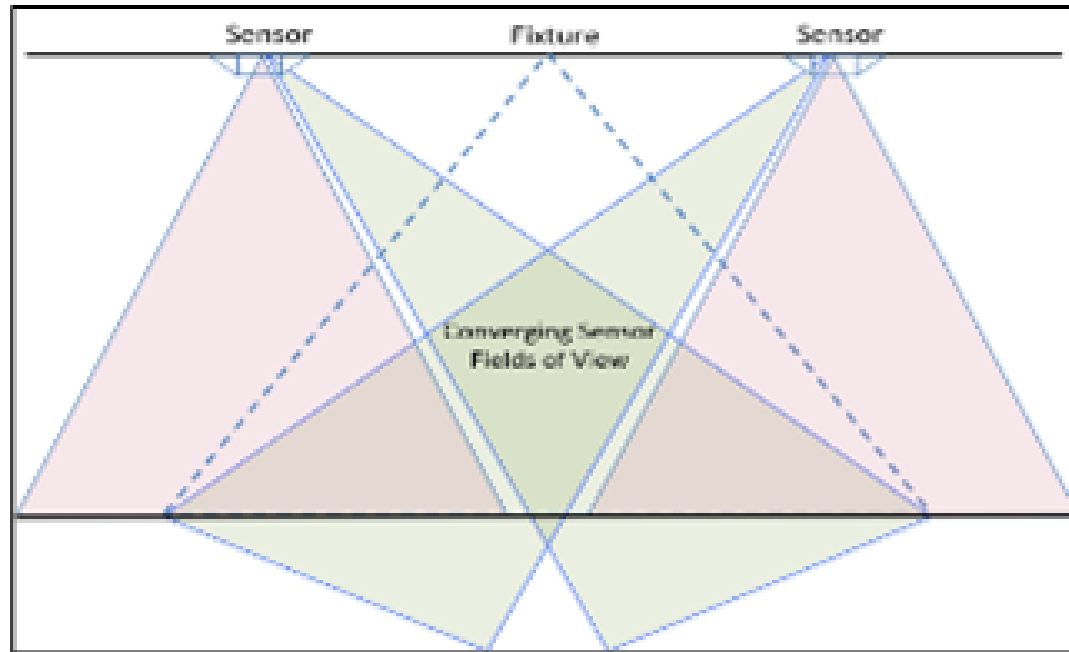 Sensor
Fixture
Sensor
Converging Sensor
Fields of View